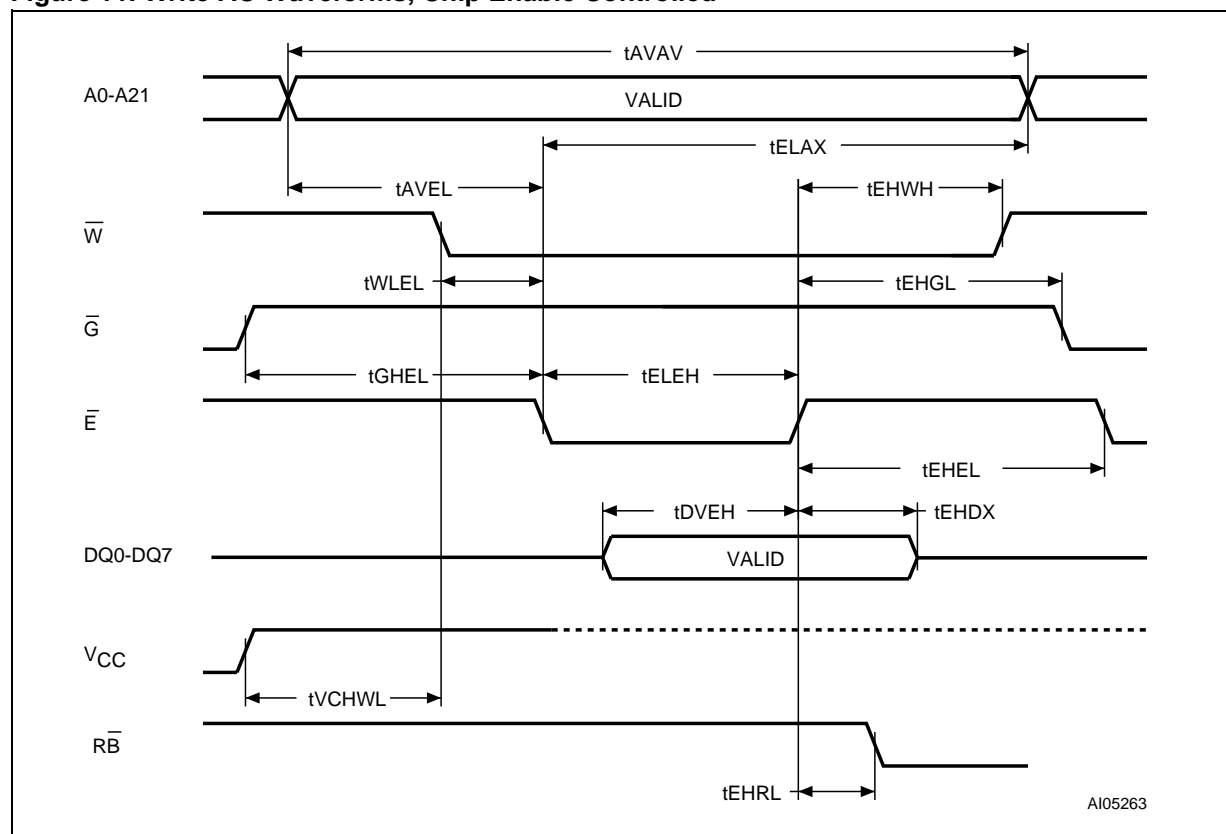 Figure 14. Write AC Waveforms, Chip Enable Controlled
tAVAV
A0-A21
VALID
tELAX
tAVEL
tEHWH
W̅
tWLEL
tEHGL
G̅
tGHEL
tELEH
E̅
tEHEL
tDVEH
tEHDX
DQ0-DQ7
VALID
VCC
tVCHWL
RB̅
tEHRL
AI05263